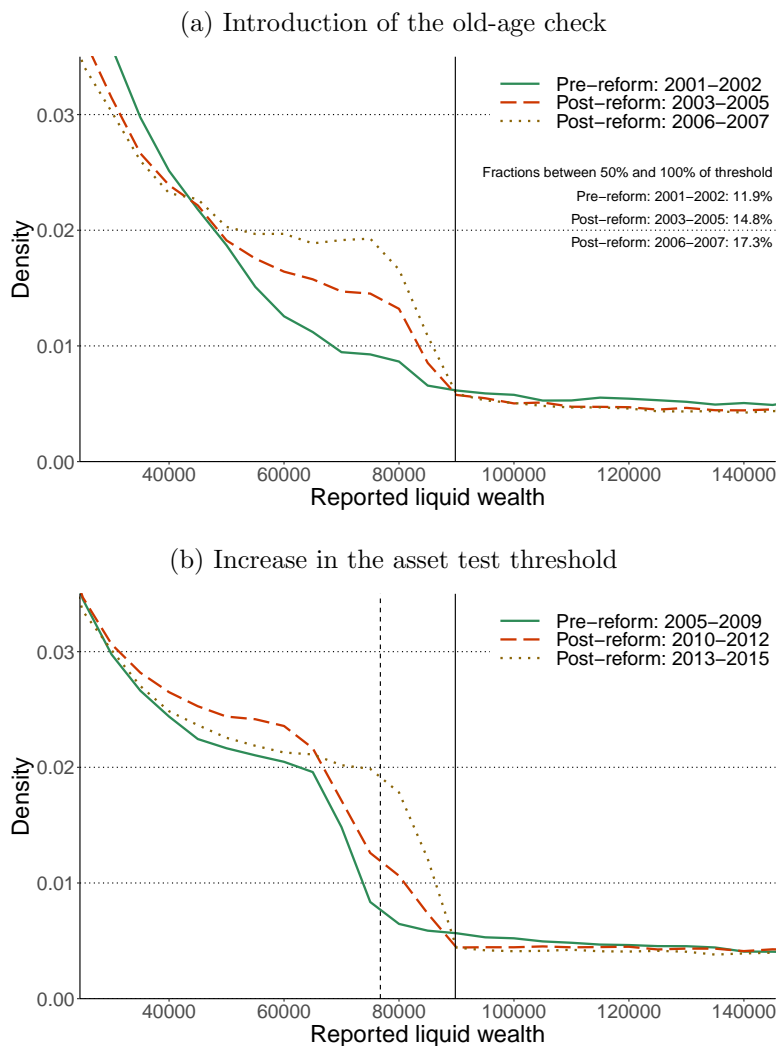 (a) Introduction of the old-age check
Pre−reform: 2001−2002
Post−reform: 2003−2005
Post−reform: 2006−2007
Fractions between 50% and 100% of threshold
Pre−reform: 2001−2002: 11.9%
Post−reform: 2003−2005: 14.8%
Post−reform: 2006−2007: 17.3%
Density
0.03
0.02
0.01
0.00
40000 60000 80000 100000 120000 140000
Reported liquid wealth
(b) Increase in the asset test threshold
Pre−reform: 2005−2009
Post−reform: 2010−2012
Post−reform: 2013−2015
Density
0.03
0.02
0.01
0.00
40000 60000 80000 100000 120000 140000
Reported liquid wealth